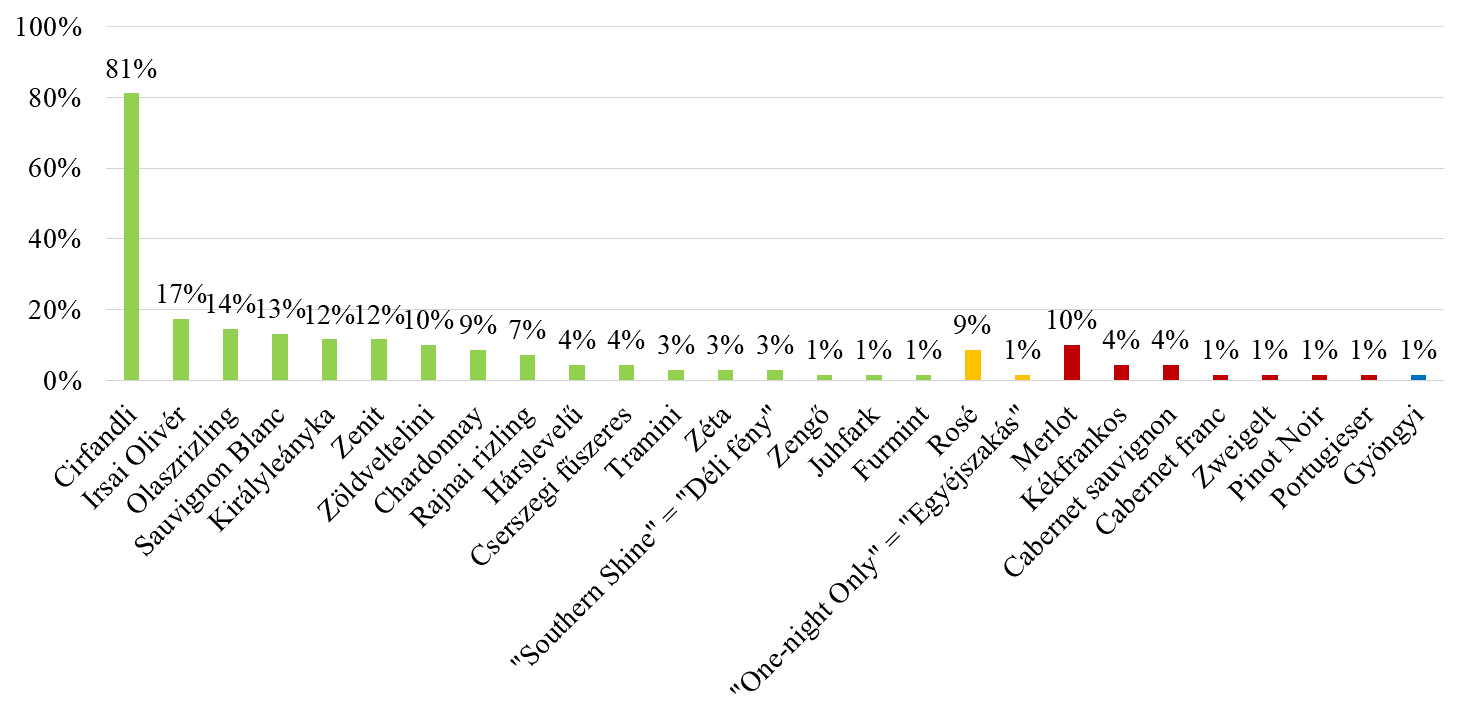 100%
80%
60%
40%
20%
0%
81%
17%
14%
13%
12%
12%
10%
9%
7%
4%
4%
3%
3%
3%
1%
1%
1%
9%
1%
10%
4%
4%
1%
1%
1%
1%
1%
Cirfandli
Irsai Olivér
Olaszrizling
Sauvignon Blanc
Királyleányka
Zenit
Zöldveltelini
Chardonnay
Rajnai rizling
Hárslevelű
Cserszegi fűszeres
Tramini
Zéta
"Southern Shine" = "Déli fény"
Zengő
Juhfark
Furmint
Rosé
"One-night Only" = "Egyéjszakás"
Merlot
Kékfrankos
Cabernet sauvignon
Cabernet franc
Zweigelt
Pinot Noir
Portugieser
Gyöngyi